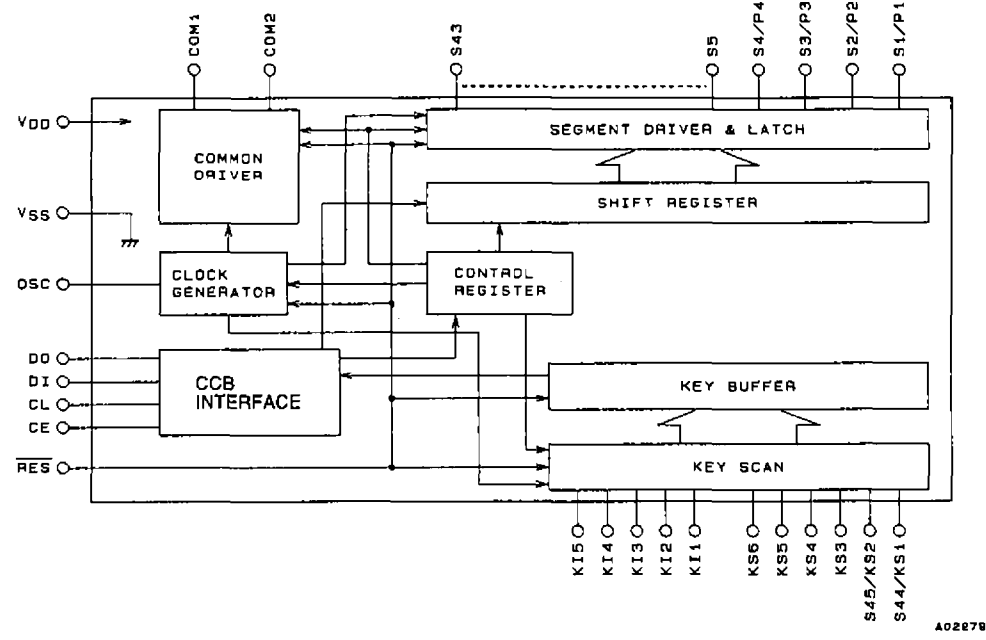 COM1
COM2
S43
S5
S4/P4
S3/P3
S2/P2
S1/P1
VDD
COMMON
DRIVER
SEGMENT DRIVER & LATCH
VSS
SHIFT REGISTER
OSC
CLOCK
GENERATOR
CONTROL
REGISTER
DO
DI
CL
CE
CCB
INTERFACE
KEY BUFFER
RES
KEY SCAN
KI5
KI4
KI3
KI2
KI1
KS6
KS5
KS4
KS3
S45/KS2
S44/KS1
A02279